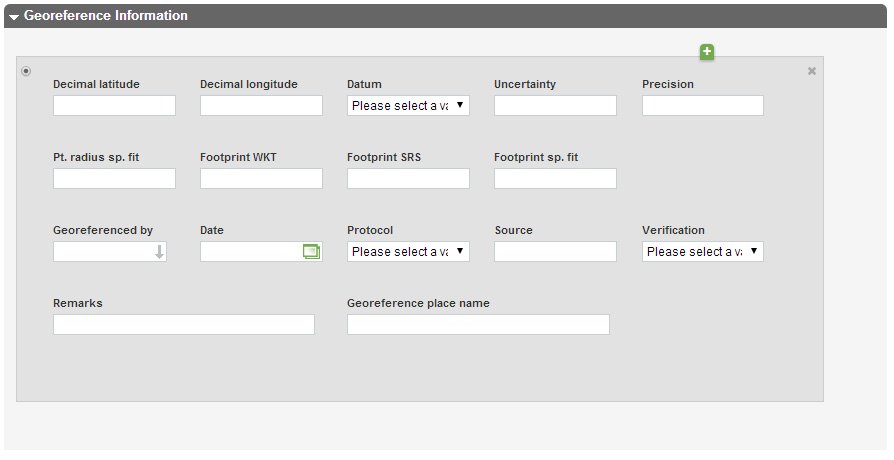 Georeference Information
Decimal latitude Decimal longitude Datum Uncertainty Precision
Please select a va
Pt. radius sp. fit Footprint WKT Footprint SRS Footprint sp. fit
Georeferenced by Date Protocol Source Verification
Please select a va Please select a va
Remarks Georeference place name